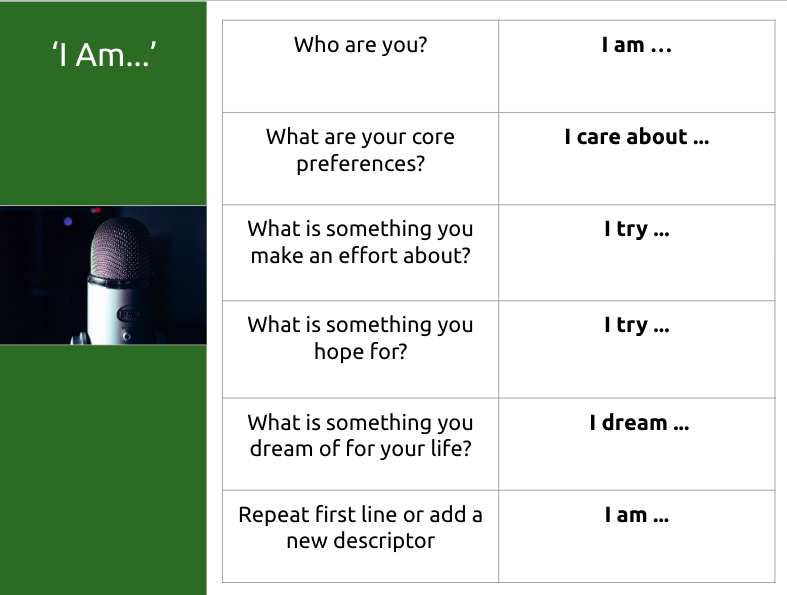 ‘I Am...’
Who are you?
I am ...
What are your core
preferences?
I care about ...
What is something you
make an effort about?
I try ...
What is something you
hope for?
I try ...
What is something you
dream of for your life?
I dream ...
Repeat first line or add a
new descriptor
I am ...